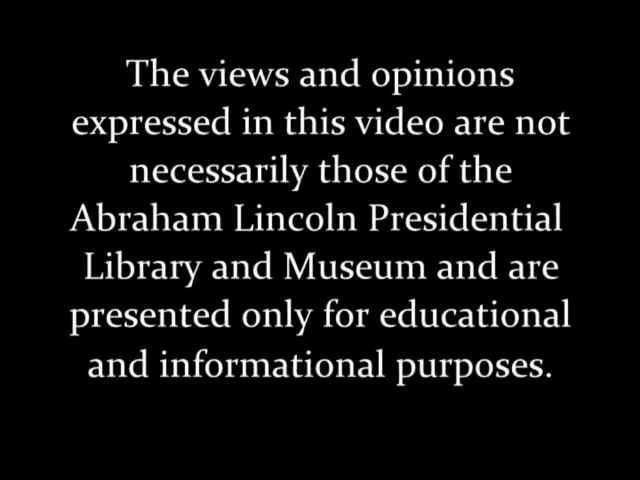 The views and opinions
expressed in this video are not
necessarily those of the
Abraham Lincoln Presidential
Library and Museum and are
presented only for educational
and informational purposes.